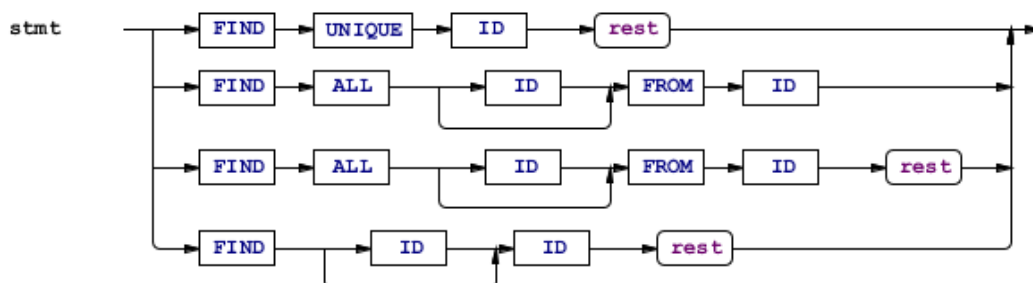 stmt FIND UNIQUE ID rest
FIND ALL ID FROM ID
FIND ALL ID FROM ID rest
FIND ID ID rest